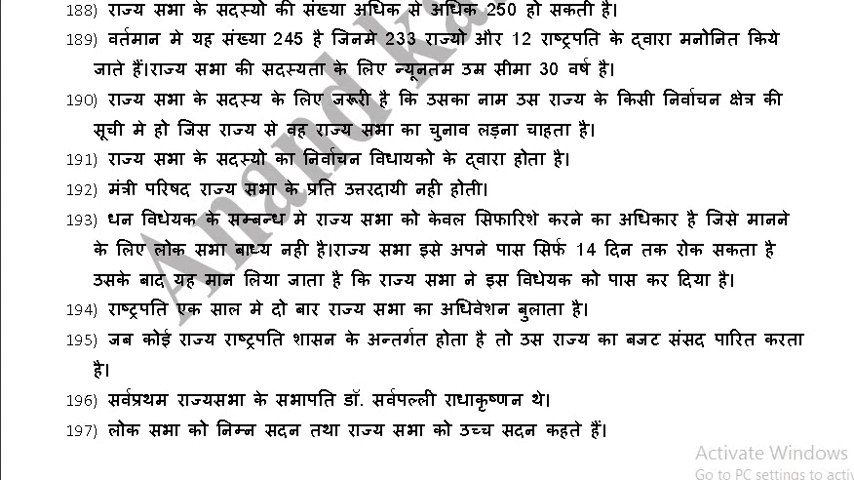 188) राज्य सभा के सदस्यो की संख्या अधिक से अधिक 250 हो सकती है।
189) वर्तमान मे यह संख्या 245 है जिनमे 233 राज्यो और 12 राष्ट्रपति के द्वारा मनोनित किये
जाते हैं।राज्य सभा की सदस्यता के लिए न्यूनतम उम्र सीमा 30 वर्ष है।
190) राज्य सभा के सदस्य के लिए जरूरी है कि उसका नाम उस राज्य के किसी निर्वाचन क्षेत्र की
सूची मे हो जिस राज्य से वह राज्य सभा का चुनाव लड़ना चाहता है।
191) राज्य सभा के सदस्यो का निर्वाचन विधायको के द्वारा होता है।
192) मंत्री परिषद राज्य सभा के प्रति उत्तरदायी नही होती।
193) धन विधेयक के सम्बन्ध मे राज्य सभा को केवल सिफारिशे करने का अधिकार है जिसे मानने
के लिए लोक सभा बाध्य नही है।राज्य सभा इसे अपने पास सिर्फ 14 दिन तक रोक सकता है
उसके बाद यह मान लिया जाता है कि राज्य सभा ने इस विधेयक को पास कर दिया है।
194) राष्ट्रपति एक साल मे दो बार राज्य सभा का अधिवेशन बुलाता है।
195) जब कोई राज्य राष्ट्रपति शासन के अन्तर्गत होता है तो उस राज्य का बजट संसद पारित करता
है।
196) सर्वप्रथम राज्यसभा के सभापति डॉ. सर्वपल्ली राधाकृष्णन थे।
197) लोक सभा को निम्न सदन तथा राज्य सभा को उच्च सदन कहते हैं।
Anand ka
Activate Windows
Go to PC settings to activ